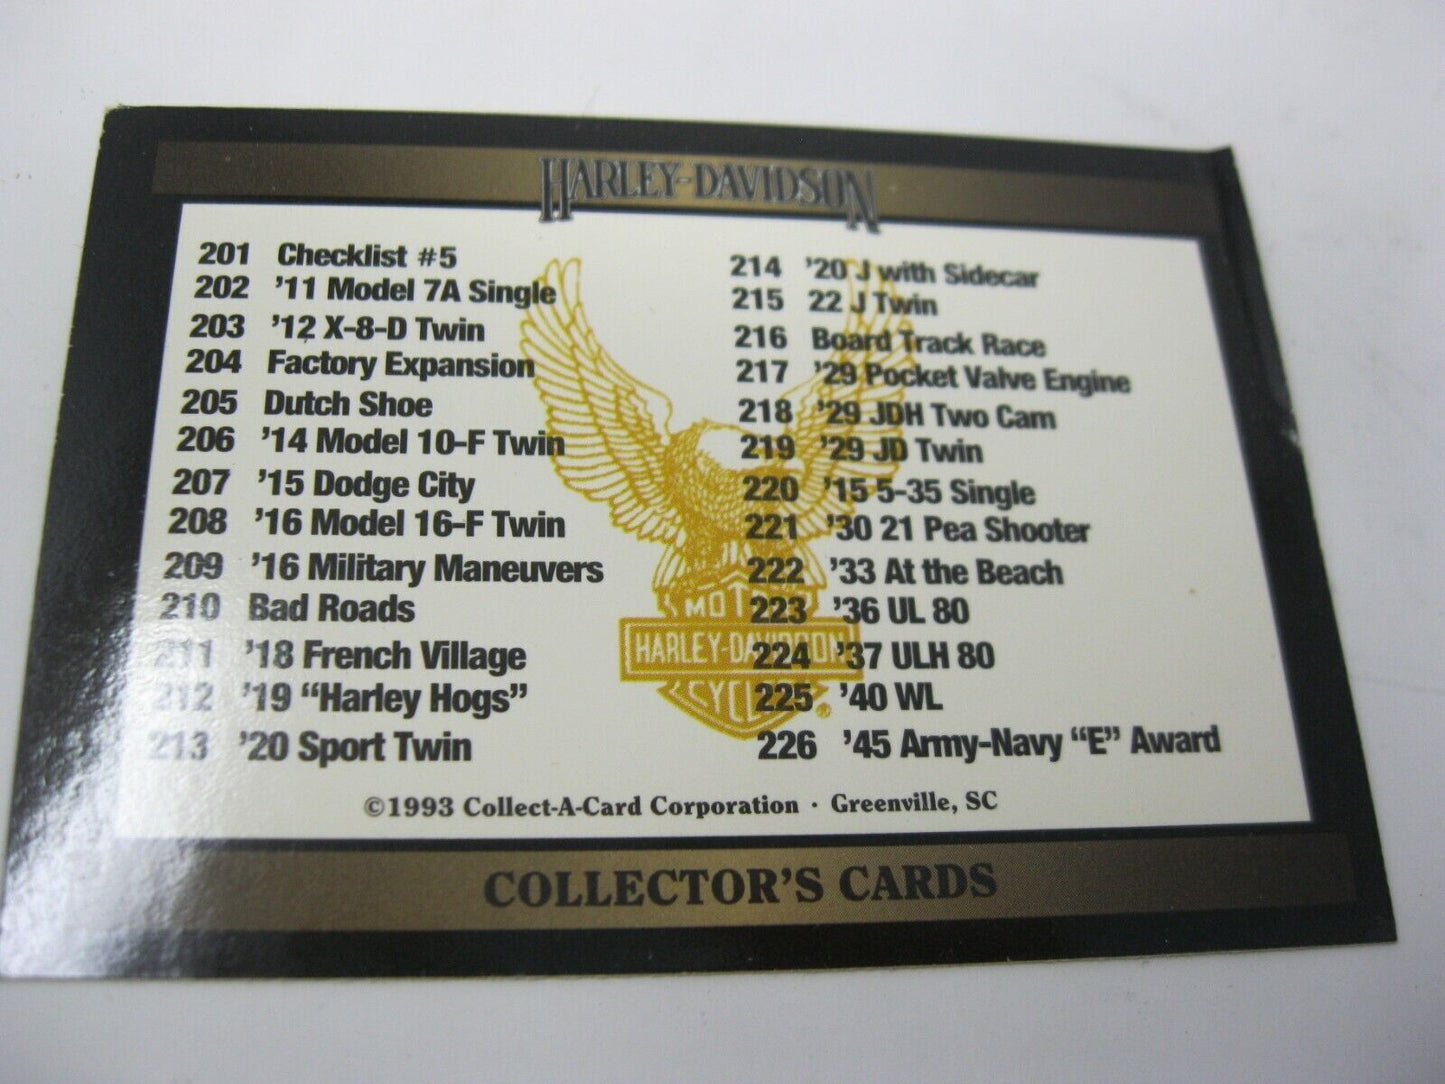 HARLEY-DAVIDSON
201 Checklist #5
202 '11 Model 7A Single
203 '12 X-8-D Twin
204 Factory Expansion
205 Dutch Shoe
206 '14 Model 10-F Twin
207 '15 Dodge City
208 '16 Model 16-F Twin
209 '16 Military Maneuvers
210 Bad Roads
211 '18 French Village
212 '19 “Harley Hogs”
213 '20 Sport Twin
214 '20 J with Sidecar
215 22 J Twin
216 Board Track Race
217 '29 Pocket Valve Engine
218 '29 JDH Two Cam
219 '29 JD Twin
220 '15 5-35 Single
221 '30 21 Pea Shooter
222 '33 At the Beach
223 '36 UL 80
224 '37 ULH 80
225 '40 WL
226 '45 Army-Navy “E” Award
MOTOR
HARLEY-DAVIDSON
CYCLES
®
©1993 Collect-A-Card Corporation · Greenville, SC
COLLECTOR'S CARDS